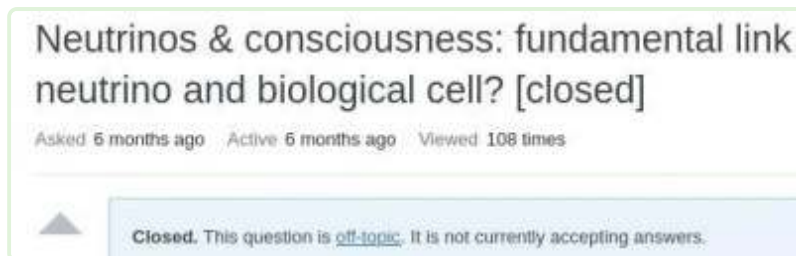 Neutrinos & consciousness: fundamental link
neutrino and biological cell? [closed]
Asked 6 months ago Active 6 months ago Viewed 108 times
Closed. This question is off-topic. It is not currently accepting answers.